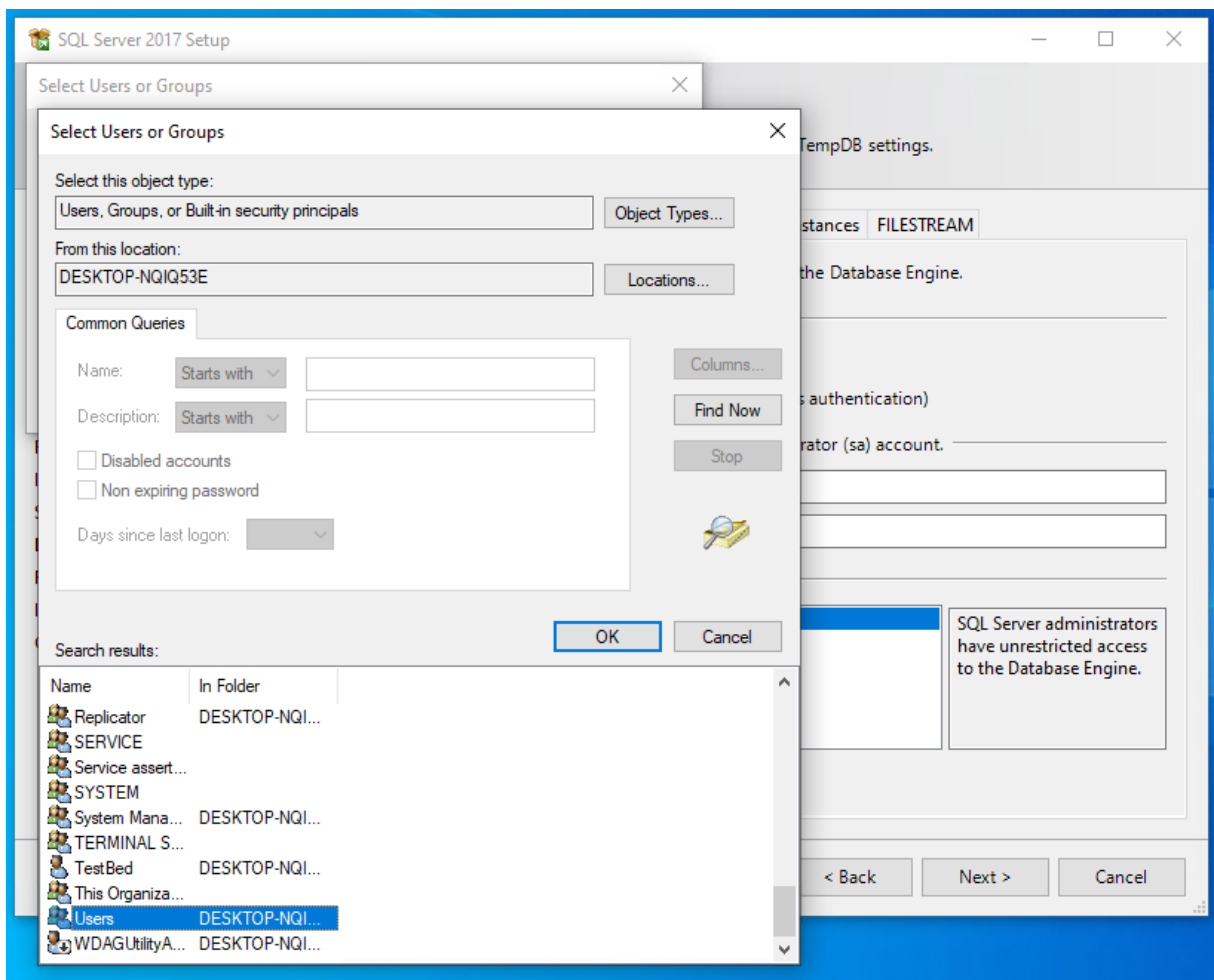 SQL Server 2017 Setup
Select Users or Groups
Select Users or Groups
TempDB settings.
Select this object type:
Users, Groups, or Built-in security principals
Object Types...
stances FILESTREAM
From this location:
DESKTOP-NQIQ53E
Locations...
the Database Engine.
Common Queries
Name: Starts with
Columns...
Description: Starts with
Find Now
s authentication)
Disabled accounts
Stop
rator (sa) account.
Non expiring password
Days since last logon:
OK
Cancel
SQL Server administrators
have unrestricted access
to the Database Engine.
Search results:
Name In Folder
Replicator DESKTOP-NQI...
SERVICE
Service assert...
SYSTEM
System Mana... DESKTOP-NQI...
TERMINAL S...
TestBed DESKTOP-NQI...
This Organiza...
Users DESKTOP-NQI...
WDAGUtilityA... DESKTOP-NQI...
< Back
Next >
Cancel